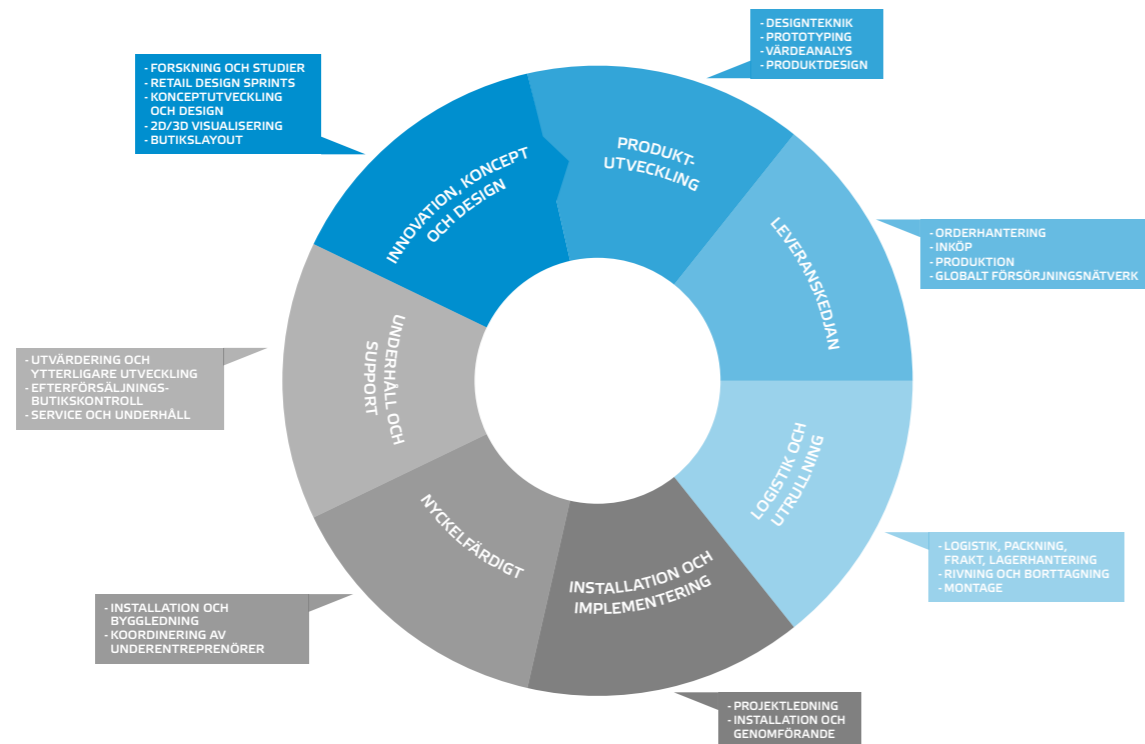 - FORSKNING OCH STUDIER
- RETAIL DESIGN SPRINTS
- KONCEPTUTVECKLING
OCH DESIGN
- 2D/3D VISUALISERING
- BUTIKSLAYOUT
INNOVATION, KONCEPT
OCH DESIGN
- DESIGNTEKNIK
- PROTOTYPING
- VÄRDEANALYS
- PRODUKTDESIGN
PRODUKT-
UTVECKLING
- ORDERHANTERING
- INKÖP
- PRODUKTION
- GLOBALT FÖRSÖRJNINGSNÄTVERK
LEVERANSKEDJAN
- LOGISTIK, PACKNING,
FRAKT, LAGERHANTERING
- RIVNING OCH BORTTAGNING
- MONTAGE
LOGISTIK OCH
UTRULLNING
- PROJEKTLEDNING
- INSTALLATION OCH
GENOMFÖRANDE
INSTALLATION OCH
IMPLEMENTERING
- INSTALLATION OCH
BYGGLEDNING
- KOORDINERING AV
UNDERENTREPRENÖRER
NYCKELFÄRDIGT
- UTVÄRDERING OCH
YTTERLIGARE UTVECKLING
- EFTERFÖRSÄLJNINGS-
BUTIKSKONTROLL
- SERVICE OCH UNDERHÅLL
UNDERHÅLL OCH
SUPPORT